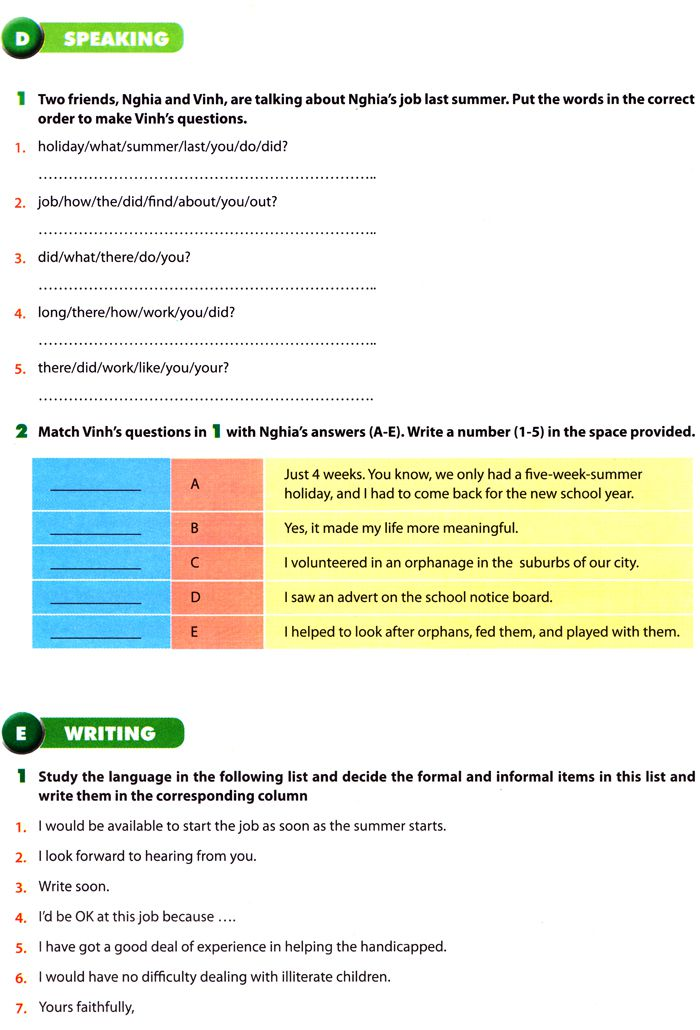 D SPEAKING
1 Two friends, Nghia and Vinh, are talking about Nghia's job last summer. Put the words in the correct
order to make Vinh's questions.
1. holiday/what/summer/last/you/do/did?
....................................................................
2. job/how/the/did/find/about/you/out?
....................................................................
3. did/what/there/do/you?
....................................................................
4. long/there/how/work/you/did?
....................................................................
5. there/did/work/like/you/your?
....................................................................
2 Match Vinh's questions in 1 with Nghia's answers (A-E). Write a number (1-5) in the space provided.
____________ A Just 4 weeks. You know, we only had a five-week-summer
holiday, and I had to come back for the new school year.
____________ B Yes, it made my life more meaningful.
____________ C I volunteered in an orphanage in the suburbs of our city.
____________ D I saw an advert on the school notice board.
____________ E I helped to look after orphans, fed them, and played with them.
E WRITING
1 Study the language in the following list and decide the formal and informal items in this list and
write them in the corresponding column
1. I would be available to start the job as soon as the summer starts.
2. I look forward to hearing from you.
3. Write soon.
4. I'd be OK at this job because ....
5. I have got a good deal of experience in helping the handicapped.
6. I would have no difficulty dealing with illiterate children.
7. Yours faithfully,